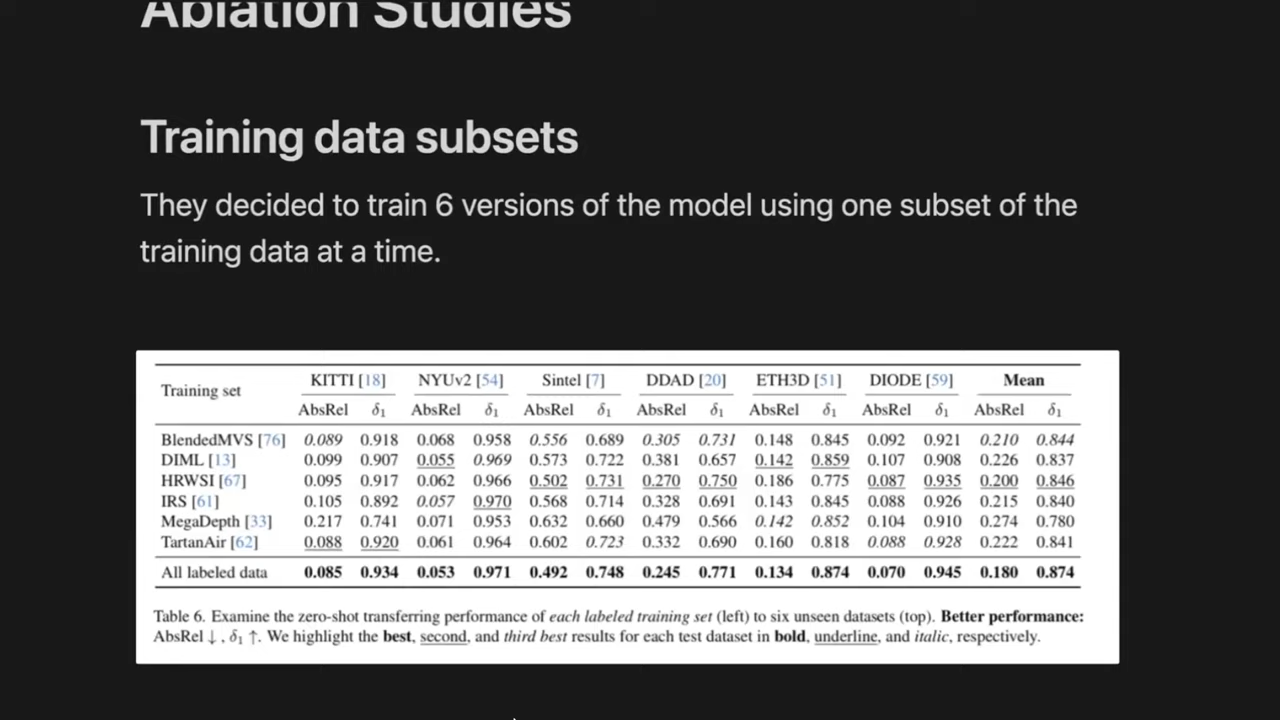 Ablation Studies
Training data subsets
They decided to train 6 versions of the model using one subset of the
training data at a time.
Training set KITTI [18] NYUv2 [54] Sintel [7] DDAD [20] ETH3D [51] DIODE [59] Mean
AbsRel δ1 AbsRel δ1 AbsRel δ1 AbsRel δ1 AbsRel δ1 AbsRel δ1 AbsRel δ1
BlendedMVS [76] 0.089 0.918 0.068 0.958 0.556 0.689 0.305 0.731 0.148 0.845 0.092 0.921 0.210 0.844
DIML [13] 0.099 0.907 0.055 0.969 0.573 0.722 0.381 0.657 0.142 0.859 0.107 0.908 0.226 0.837
HRWSI [67] 0.095 0.917 0.062 0.966 0.502 0.731 0.270 0.750 0.186 0.775 0.087 0.935 0.200 0.846
IRS [61] 0.105 0.892 0.057 0.970 0.568 0.714 0.328 0.691 0.143 0.845 0.088 0.926 0.215 0.840
MegaDepth [33] 0.217 0.741 0.071 0.953 0.632 0.660 0.479 0.566 0.142 0.852 0.104 0.910 0.274 0.780
TartanAir [62] 0.088 0.920 0.061 0.964 0.602 0.723 0.332 0.690 0.160 0.818 0.088 0.928 0.222 0.841
All labeled data 0.085 0.934 0.053 0.971 0.492 0.748 0.245 0.771 0.134 0.874 0.070 0.945 0.180 0.874
Table 6. Examine the zero-shot transferring performance of each labeled training set (left) to six unseen datasets (top). Better performance:
AbsRel ↓ , δ1 ↑. We highlight the best, second, and third best results for each test dataset in bold, underline, and italic, respectively.